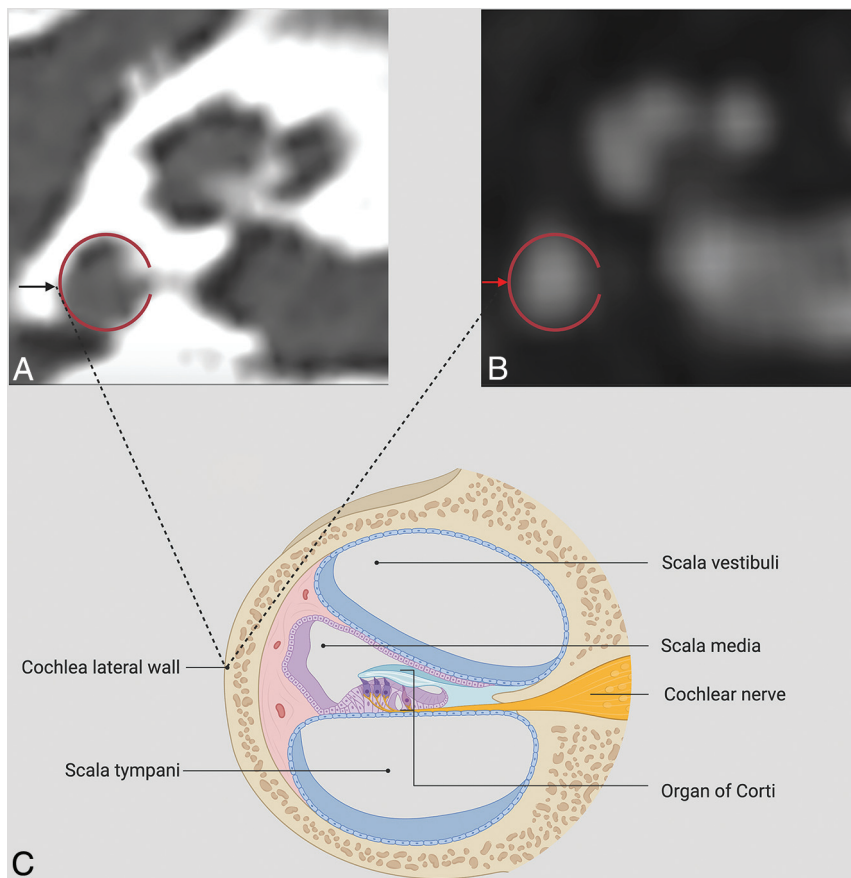 A
B
Scala vestibuli
Scala media
Cochlea lateral wall
Cochlear nerve
Scala tympani
Organ of Corti
C